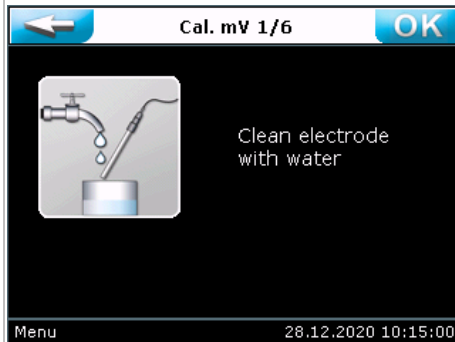 Cal. mV 1/6
OK
Clean electrode
with water
Menu
28.12.2020 10:15:00